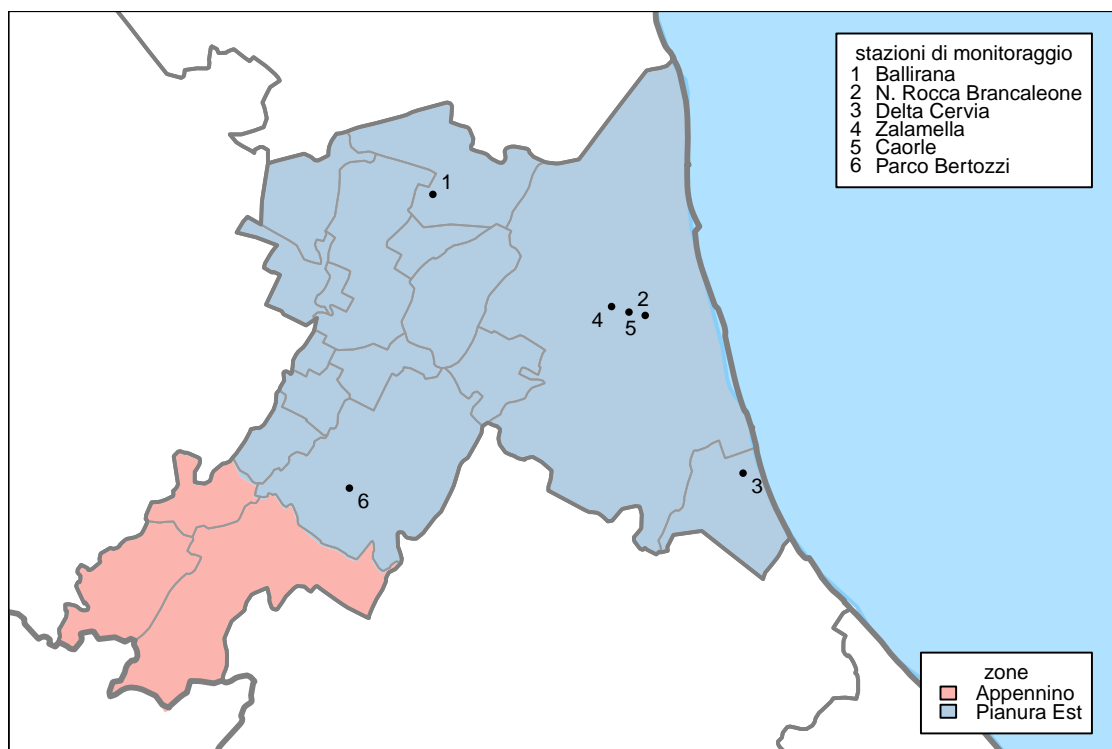 stazioni di monitoraggio
1 Ballirana
2 N. Rocca Brancaleone
3 Delta Cervia
4 Zalamella
5 Caorle
6 Parco Bertozzi
1
2
4
5
3
6
zone
Appennino
Pianura Est